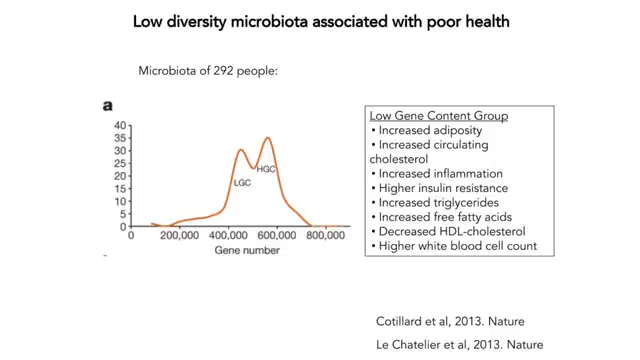 Low diversity microbiota associated with poor health
Microbiota of 292 people:
a
40
35
30
25
20
15
10
5
0
LGC
HGC
0
200,000
400,000
600,000
800,000
Gene number
Low Gene Content Group
• Increased adiposity
• Increased circulating
cholesterol
• Increased inflammation
• Higher insulin resistance
• Increased triglycerides
• Increased free fatty acids
• Decreased HDL-cholesterol
• Higher white blood cell count
Cotillard et al, 2013. Nature
Le Chatelier et al, 2013. Nature